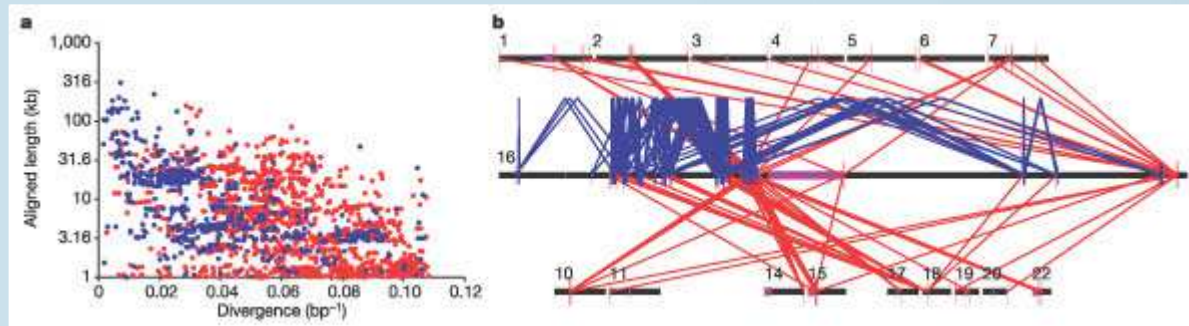 a
Aligned length (kb)
1,000
316
100
31.6
10
3.16
1
0 0.02 0.04 0.06 0.08 0.10 0.12
Divergence (bp⁻¹)
b
1 2 3 4 5 6 7
16
10 11 14 15 17 18 19 20 22